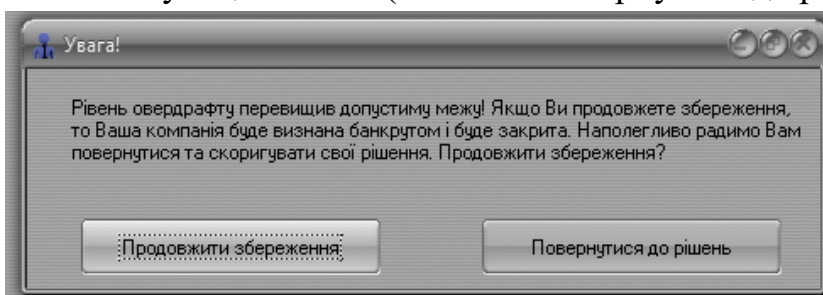 Увага!
Рівень овердрафту перевищив допустиму межу! Якщо Ви продовжете збереження,
то Ваша компанія буде визнана банкрутом і буде закрита. Наполегливо радимо Вам
повернутися та скоригувати свої рішення. Продовжити збереження?
Продовжити збереження
Повернутися до рішень